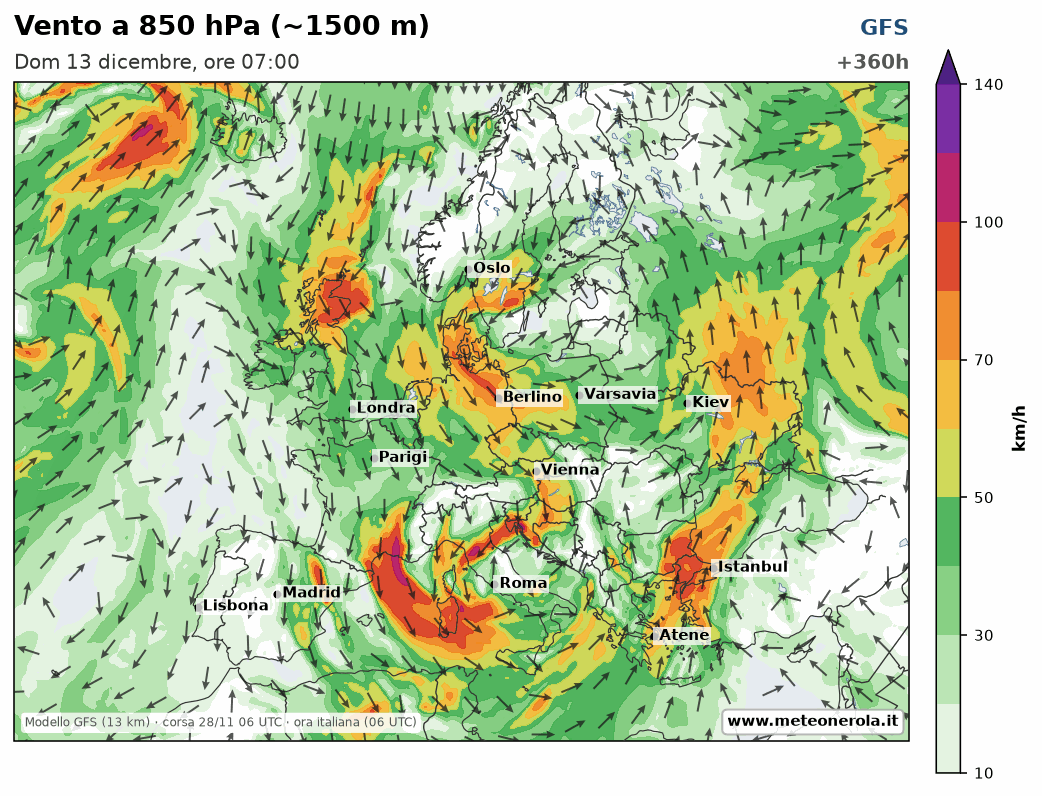 Vento a 850 hPa (~1500 m)
GFS
Dom 13 dicembre, ore 07:00
+360h
140
100
70
50
30
10
km/h
Oslo
Londra
Berlino
Varsavia
Kiev
Parigi
Vienna
Istanbul
Roma
Madrid
Lisbona
Atene
Modello GFS (13 km) · corsa 28/11 06 UTC · ora italiana (06 UTC)
www.meteonerola.it